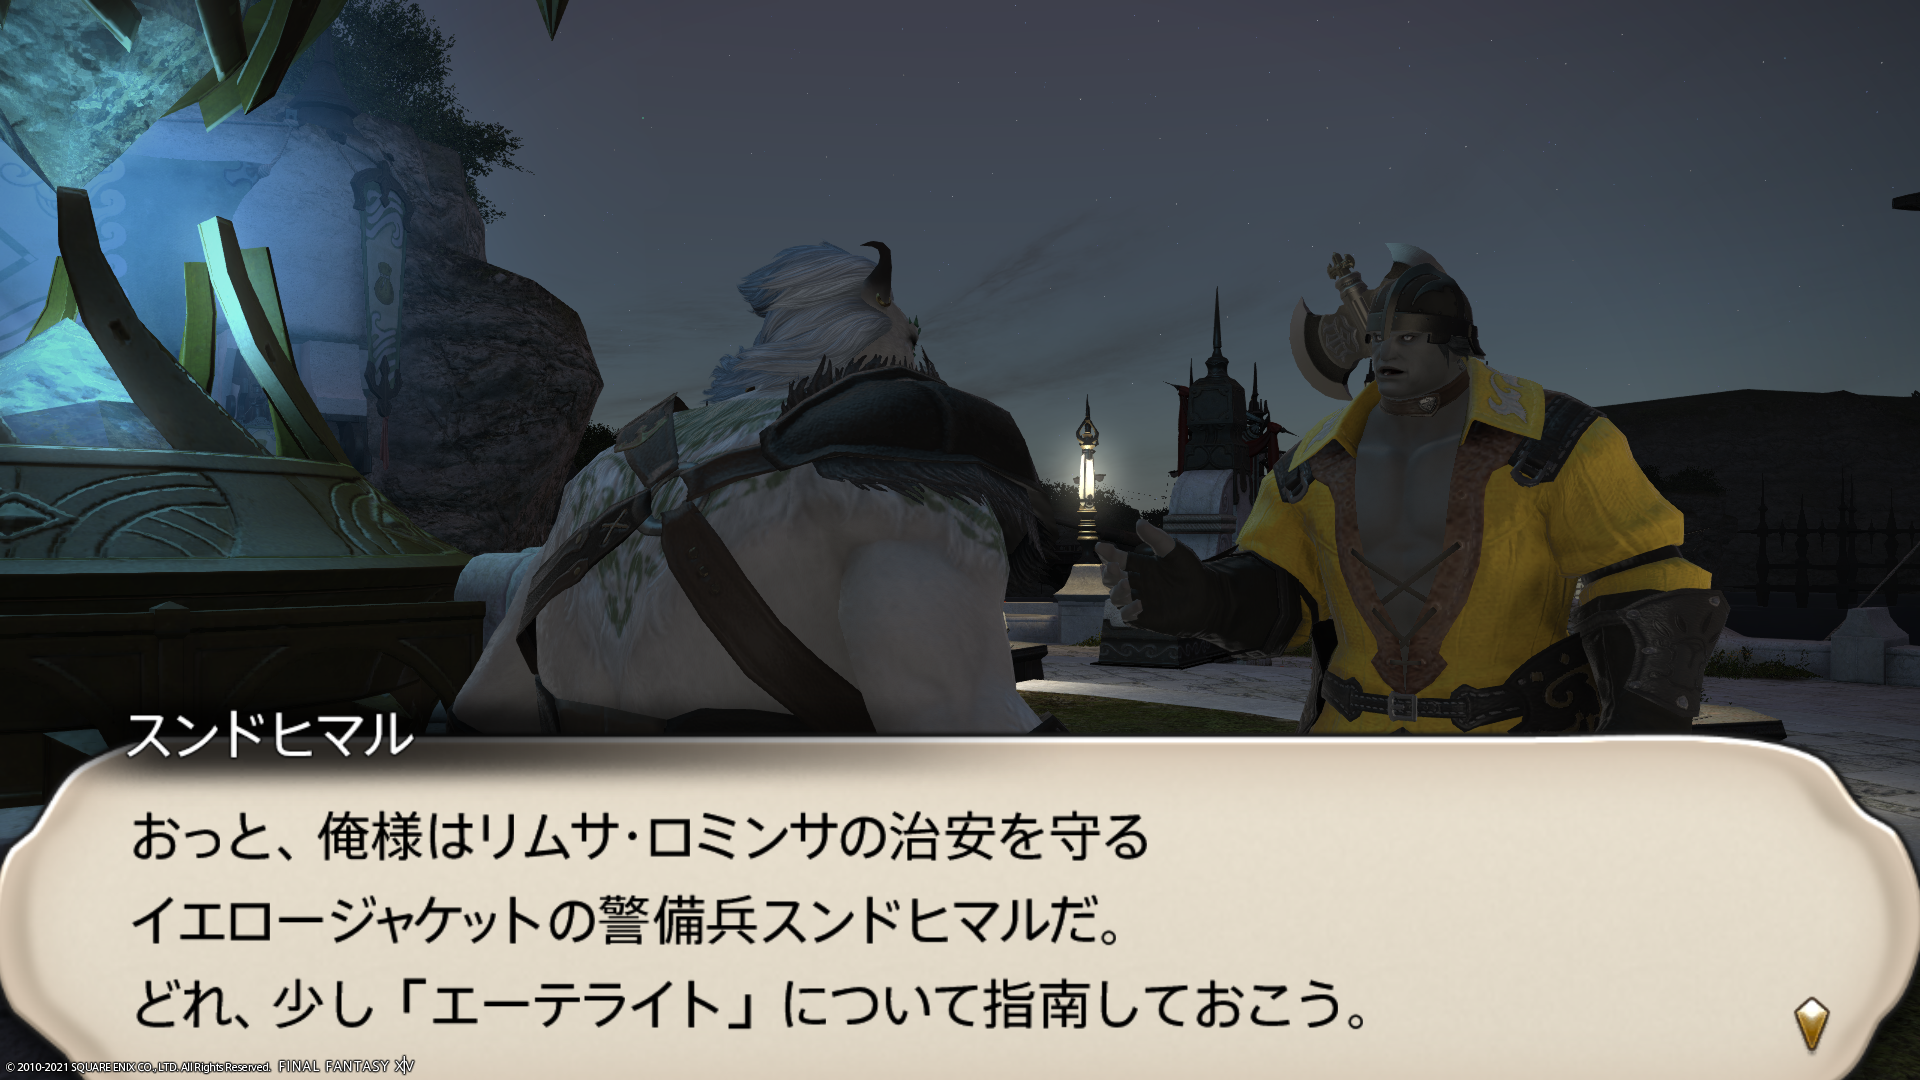 スンドヒマル
おっと、俺様はリムサ・ロミンサの治安を守る
イエロージャケットの警備兵スンドヒマルだ。
どれ、少し「エーテライト」について指南しておこう。
© 2010-2021 SQUARE ENIX CO., LTD. All Rights Reserved. FINAL FANTASY XIV